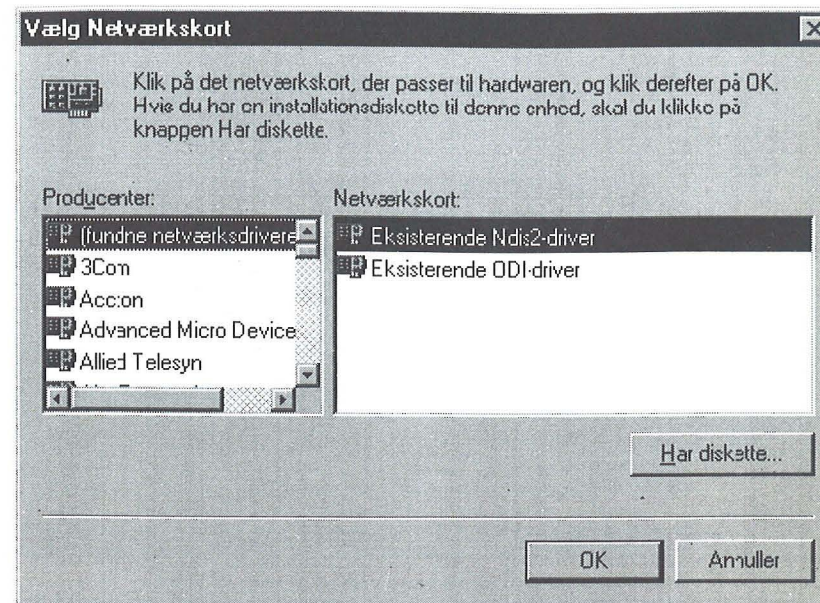 Vælg Netværkskort
Klik på det netværkskort, der passer til hardwaren, og klik derefter på OK.
Hvis du har en installationsdiskette til denne enhed, skal du klikke på
knappen Har diskette.
Producenter:
(fundne netværksdrivere
3Com
Accton
Advanced Micro Device
Allied Telesyn
Netværkskort:
Eksisterende Ndis2-driver
Eksisterende ODI-driver
Har diskette...
OK
Annuller